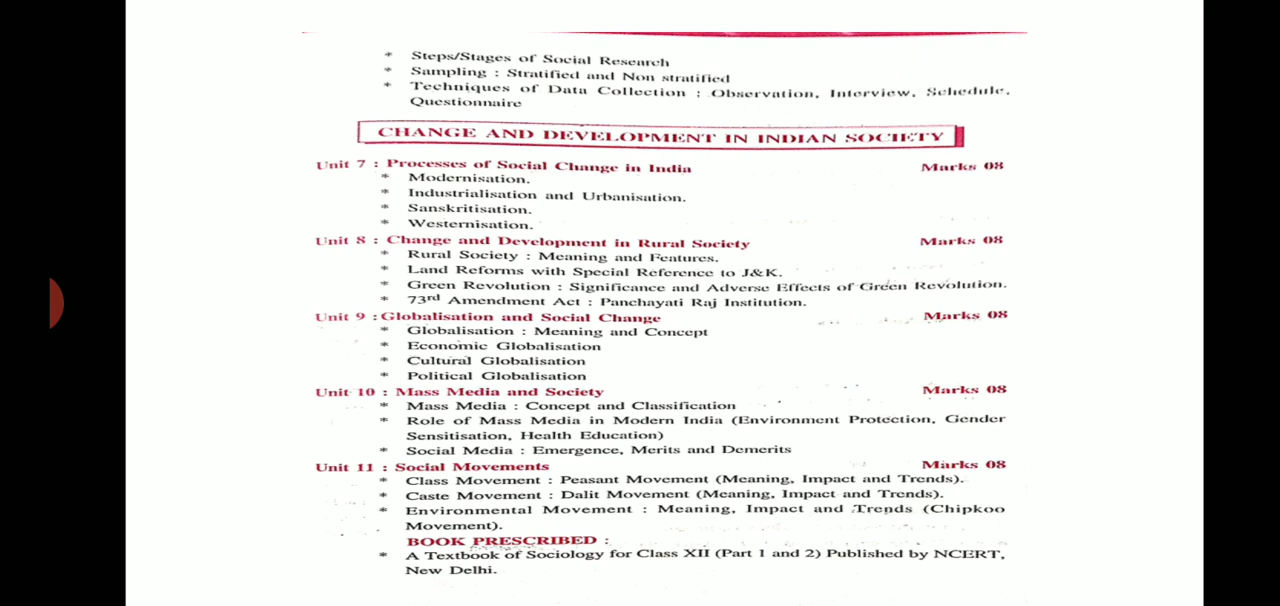 * Steps/Stages of Social Research
* Sampling : Stratified and Non stratified
* Techniques of Data Collection : Observation, Interview, Schedule,
Questionnaire
CHANGE AND DEVELOPMENT IN INDIAN SOCIETY
Unit 7 : Processes of Social Change in India Marks 08
* Modernisation.
* Industrialisation and Urbanisation.
* Sanskritisation.
* Westernisation.
Unit 8 : Change and Development in Rural Society Marks 08
* Rural Society : Meaning and Features.
* Land Reforms with Special Reference to J&K.
* Green Revolution : Significance and Adverse Effects of Green Revolution.
* 73rd Amendment Act : Panchayati Raj Institution.
Unit 9 : Globalisation and Social Change Marks 08
* Globalisation : Meaning and Concept
* Economic Globalisation
* Cultural Globalisation
* Political Globalisation
Unit 10 : Mass Media and Society Marks 08
* Mass Media : Concept and Classification
* Role of Mass Media in Modern India (Environment Protection, Gender
Sensitisation, Health Education)
* Social Media : Emergence, Merits and Demerits
Unit 11 : Social Movements Marks 08
* Class Movement : Peasant Movement (Meaning, Impact and Trends).
* Caste Movement : Dalit Movement (Meaning, Impact and Trends).
* Environmental Movement : Meaning, Impact and Trends (Chipkoo
Movement).
BOOK PRESCRIBED :
* A Textbook of Sociology for Class XII (Part 1 and 2) Published by NCERT,
New Delhi.